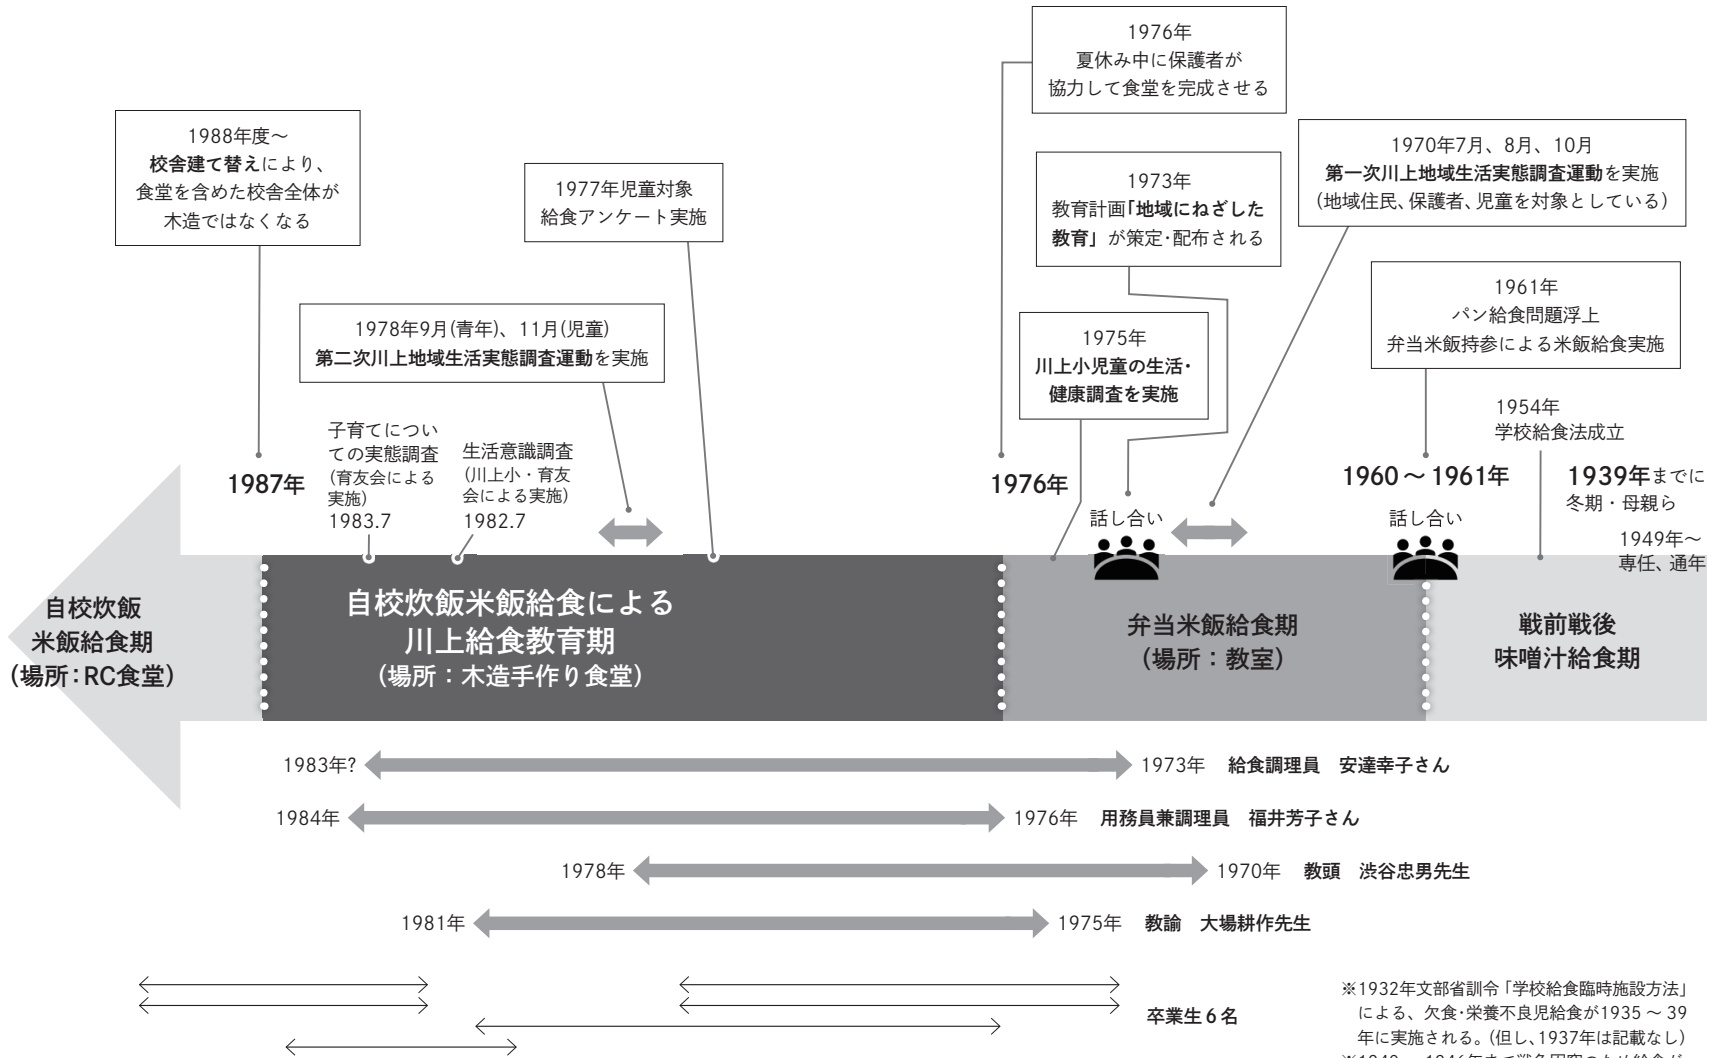 1976年
夏休み中に保護者が
協力して食堂を完成させる
1988年度～
校舎建て替えにより、
食堂を含めた校舎全体が
木造ではなくなる
1977年児童対象
給食アンケート実施
1973年
教育計画「地域にねざした
教育」が策定・配布される
1970年7月、8月、10月
第一次川上地域生活実態調査運動を実施
（地域住民、保護者、児童を対象としている）
1978年9月(青年)、11月(児童)
第二次川上地域生活実態調査運動を実施
1975年
川上小児童の生活・
健康調査を実施
1961年
パン給食問題浮上
弁当米飯持参による米飯給食実施
1954年
学校給食法成立
1987年
子育てについ
ての実態調査
(育友会による
実施)
1983.7
生活意識調査
(川上小・育友
会による実施)
1982.7
1976年
話し合い
1960～1961年
話し合い
1939年までに
冬期・母親ら
1949年～
専任、通年
自校炊飯
米飯給食期
（場所：RC食堂）
自校炊飯米飯給食による
川上給食教育期
（場所：木造手作り食堂）
弁当米飯給食期
（場所：教室）
戦前戦後
味噌汁給食期
1983年? 1973年 給食調理員 安達幸子さん
1984年 1976年 用務員兼調理員 福井芳子さん
1978年 1970年 教頭 渋谷忠男先生
1981年 1975年 教諭 大場耕作先生
卒業生6名
※1932年文部省訓令「学校給食臨時施設方法」
による、欠食・栄養不良児給食が1935～39
年に実施される。（但し、1937年は記載なし）